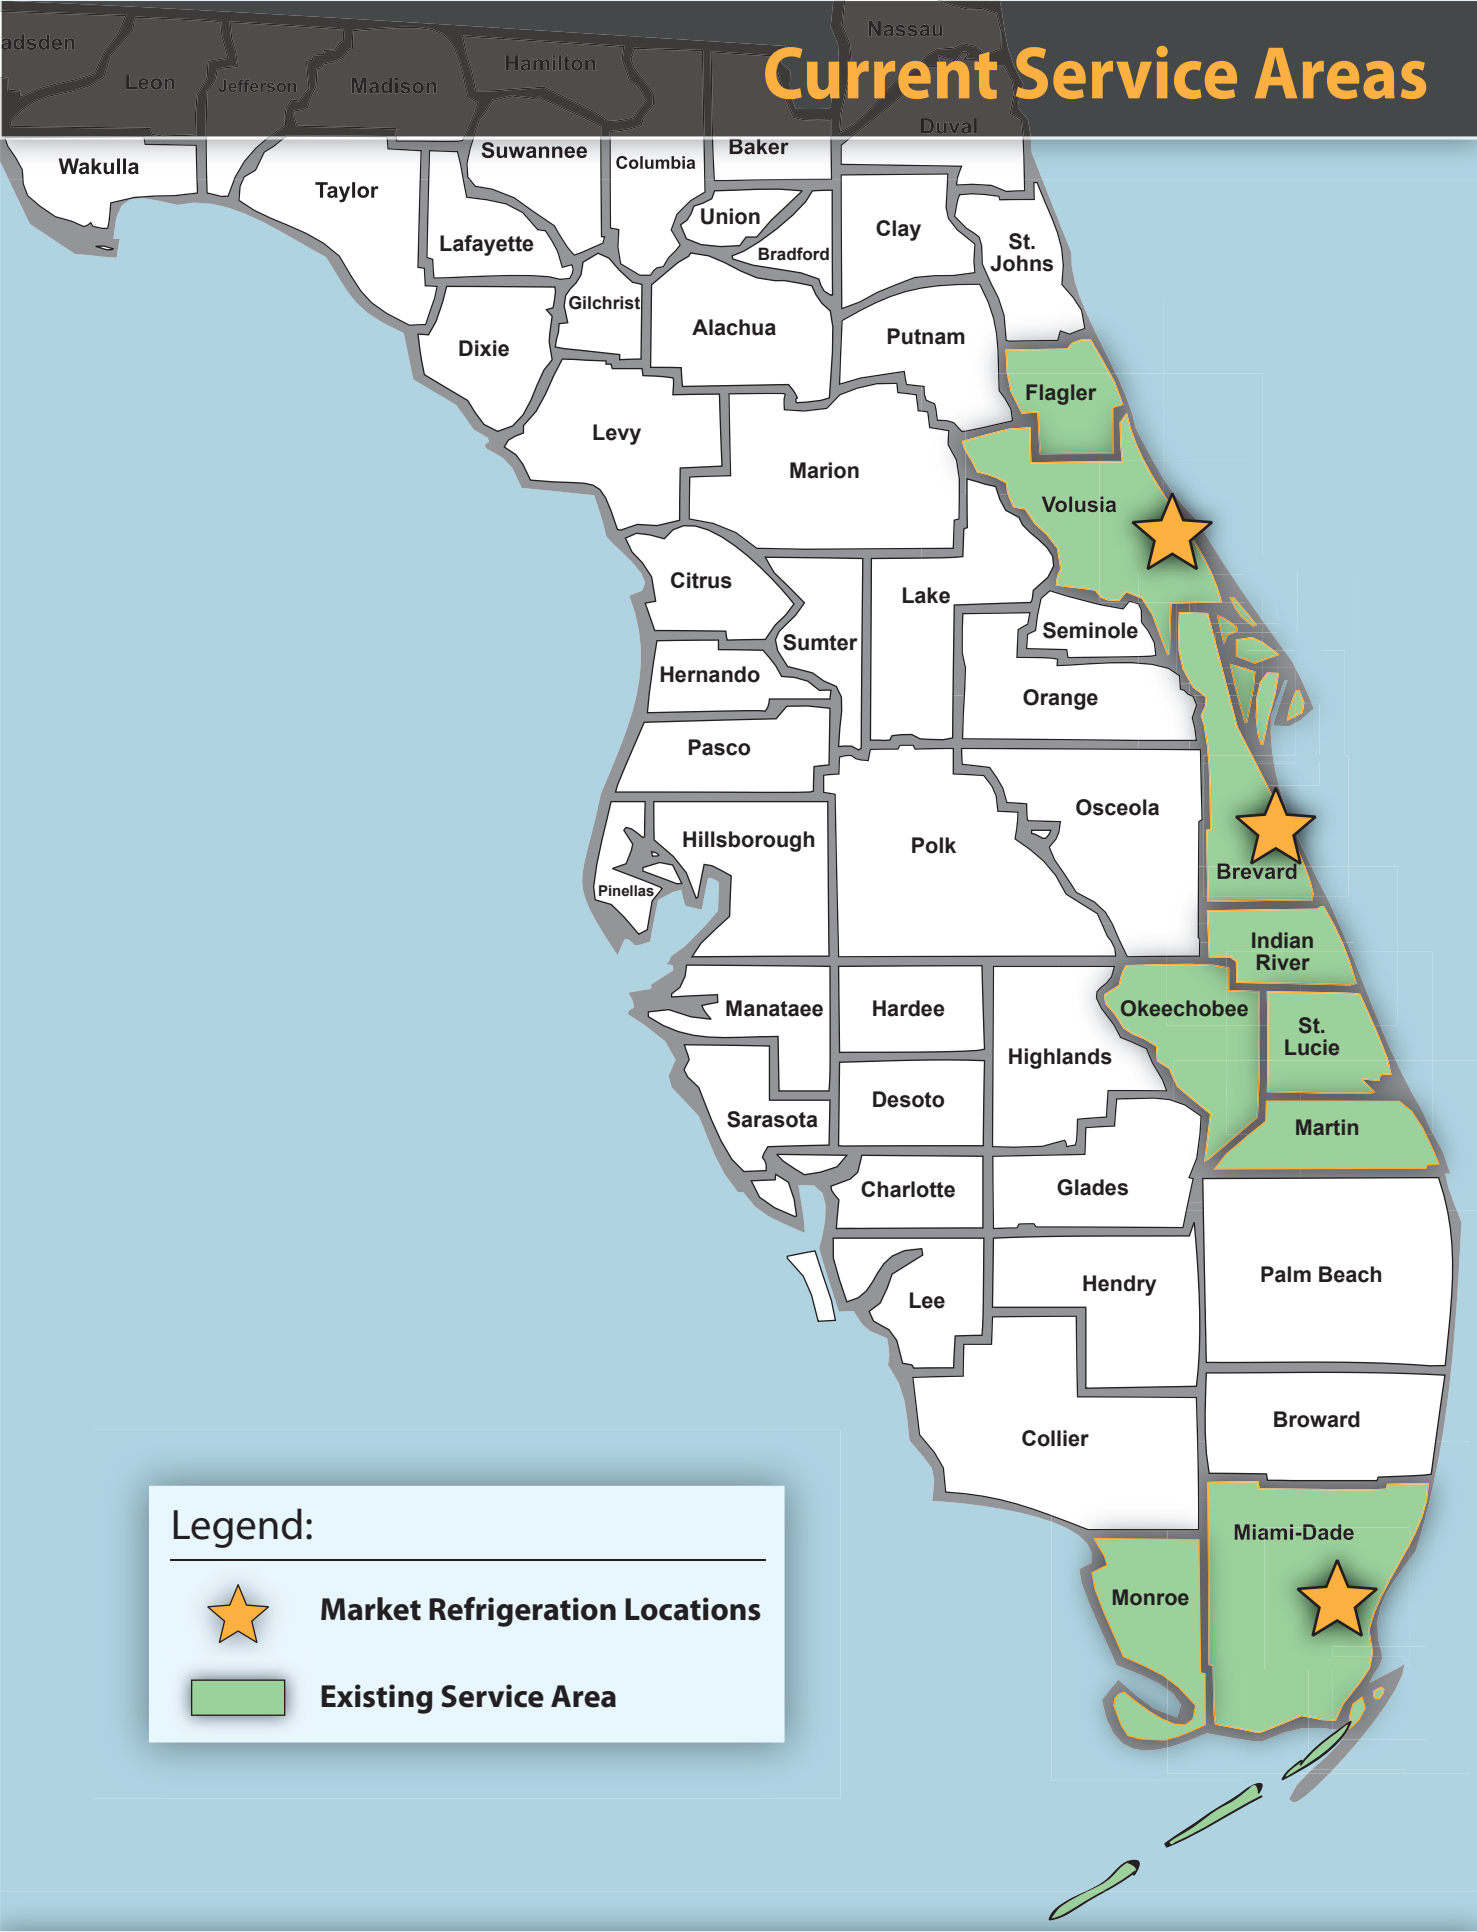 Nassau
Current Service Areas
adsden
Leon
Jefferson
Madison
Hamilton
Duval
Wakulla
Taylor
Suwannee
Columbia
Baker
Lafayette
Union
Bradford
Clay
St.
Johns
Gilchrist
Dixie
Alachua
Putnam
Flagler
Levy
Marion
Volusia
Citrus
Lake
Sumter
Seminole
Hernando
Orange
Pasco
Osceola
Hillsborough
Polk
Pinellas
Brevard
Indian
River
Manataee
Hardee
Okeechobee
St.
Lucie
Highlands
Desoto
Sarasota
Martin
Charlotte
Glades
Hendry
Palm Beach
Lee
Collier
Broward
Miami-Dade
Monroe
Legend:
Market Refrigeration Locations
Existing Service Area